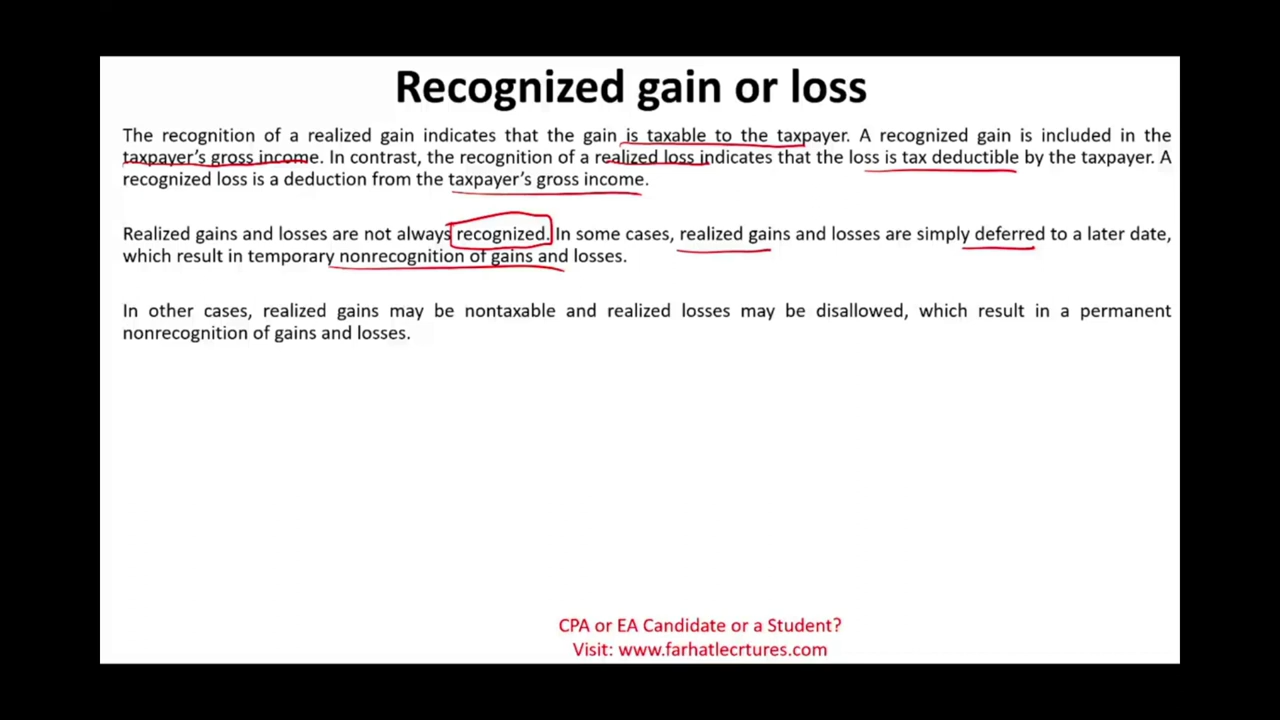 Recognized gain or loss
The recognition of a realized gain indicates that the gain is taxable to the taxpayer. A recognized gain is included in the
taxpayer's gross income. In contrast, the recognition of a realized loss indicates that the loss is tax deductible by the taxpayer. A
recognized loss is a deduction from the taxpayer's gross income.
Realized gains and losses are not always recognized. In some cases, realized gains and losses are simply deferred to a later date,
which result in temporary nonrecognition of gains and losses.
In other cases, realized gains may be nontaxable and realized losses may be disallowed, which result in a permanent
nonrecognition of gains and losses.
CPA or EA Candidate or a Student?
Visit: www.farhatlecrtures.com